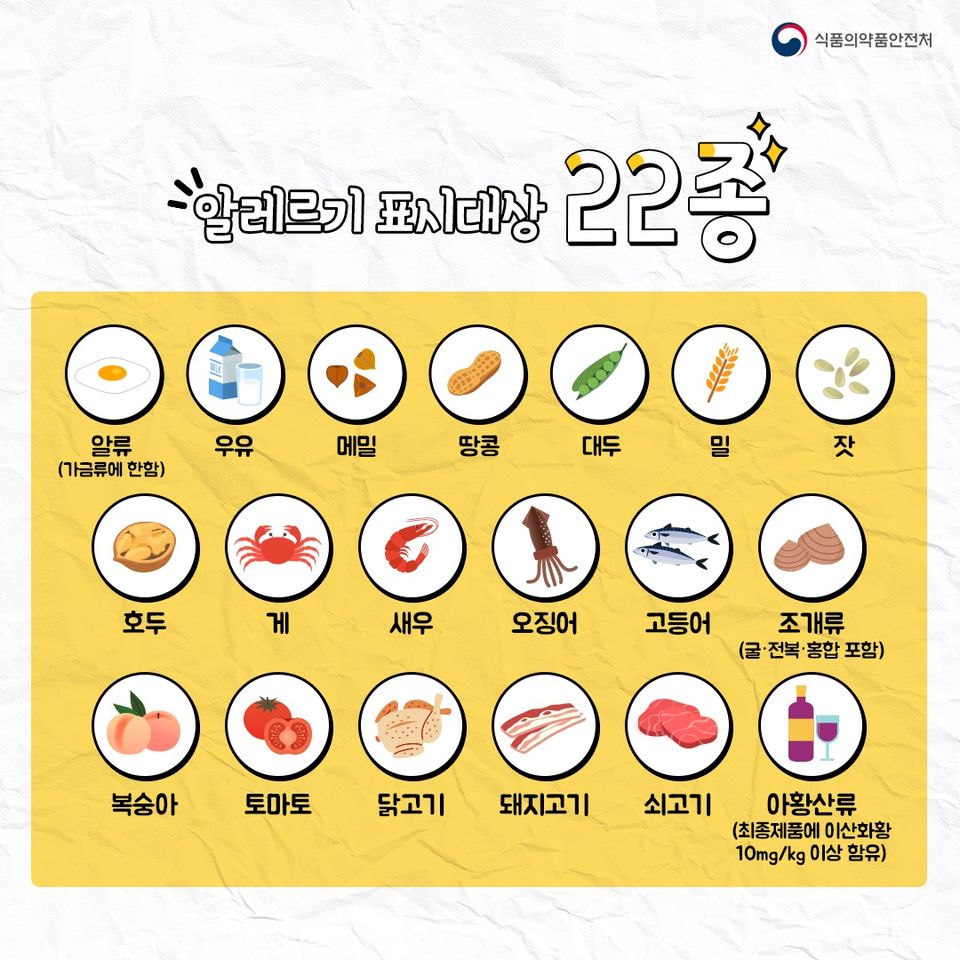 식품의약품안전처
알레르기 표시대상 22종
MILK
알류 우유 메밀 땅콩 대두 밀 잣
(가금류에 한함)
호두 게 새우 오징어 고등어 조개류
(굴·전복·홍합 포함)
복숭아 토마토 닭고기 돼지고기 쇠고기 아황산류
(최종제품에 이산화황
10mg/kg 이상 함유)